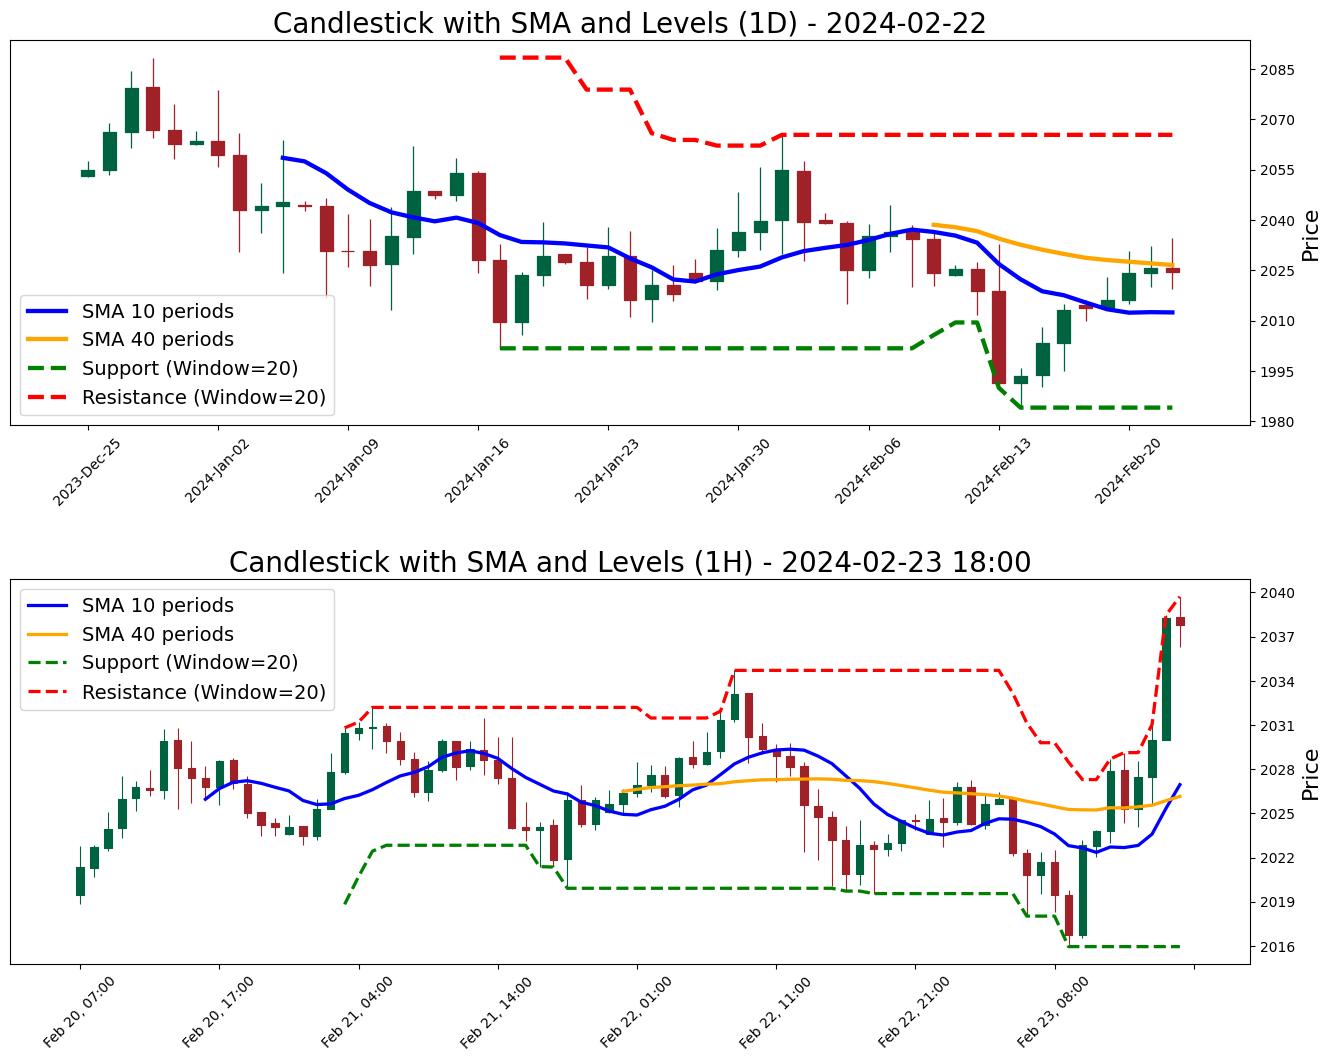 Candlestick with SMA and Levels (1D) - 2024-02-22
2085
2070
2055
2040
2025
2010
1995
1980
Price
SMA 10 periods
SMA 40 periods
Support (Window=20)
Resistance (Window=20)
2023-Dec-25
2024-Jan-02
2024-Jan-09
2024-Jan-16
2024-Jan-23
2024-Jan-30
2024-Feb-06
2024-Feb-13
2024-Feb-20
Candlestick with SMA and Levels (1H) - 2024-02-23 18:00
SMA 10 periods
SMA 40 periods
Support (Window=20)
Resistance (Window=20)
2040
2037
2034
2031
2028
2025
2022
2019
2016
Price
Feb 20, 07:00
Feb 20, 17:00
Feb 21, 04:00
Feb 21, 14:00
Feb 22, 01:00
Feb 22, 11:00
Feb 22, 21:00
Feb 23, 08:00